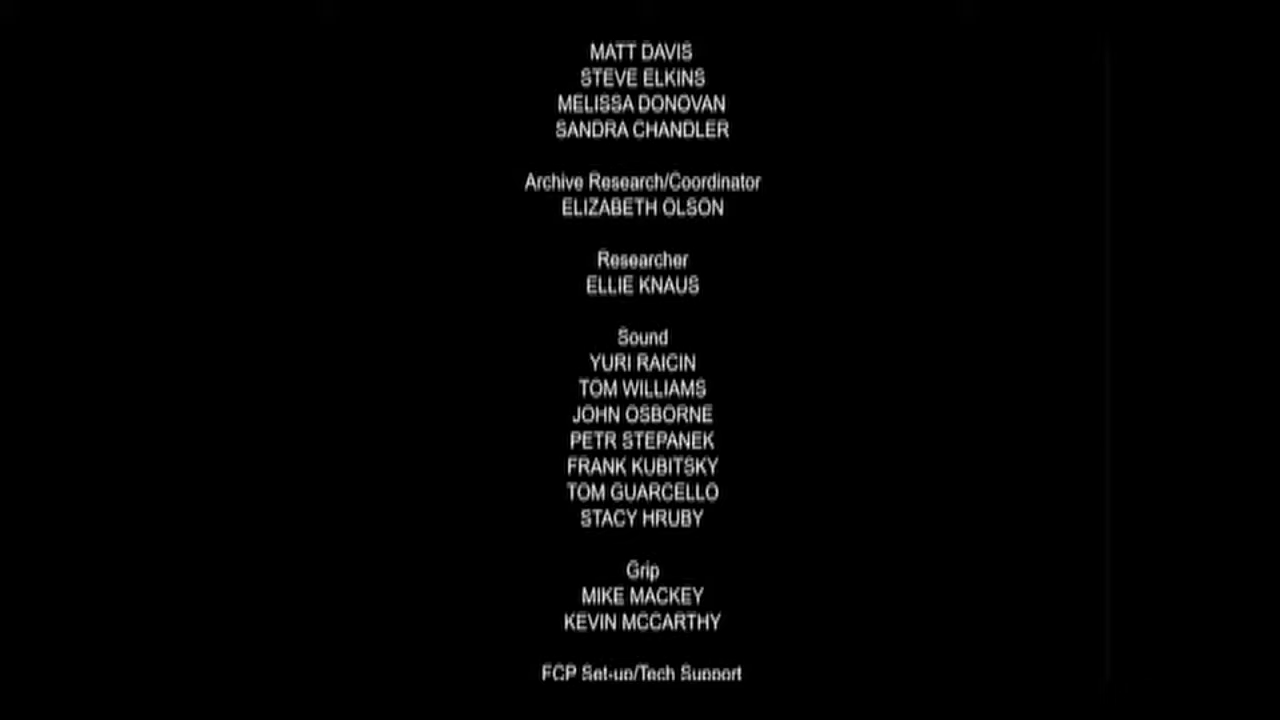 MATT DAVIS
STEVE ELKINS
MELISSA DONOVAN
SANDRA CHANDLER
Archive Research/Coordinator
ELIZABETH OLSON
Researcher
ELLIE KNAUS
Sound
YURI RAICIN
TOM WILLIAMS
JOHN OSBORNE
PETR STEPANEK
FRANK KUBITSKY
TOM GUARCELLO
STACY HRUBY
Grip
MIKE MACKEY
KEVIN MCCARTHY
FCP Set-up/Tech Support